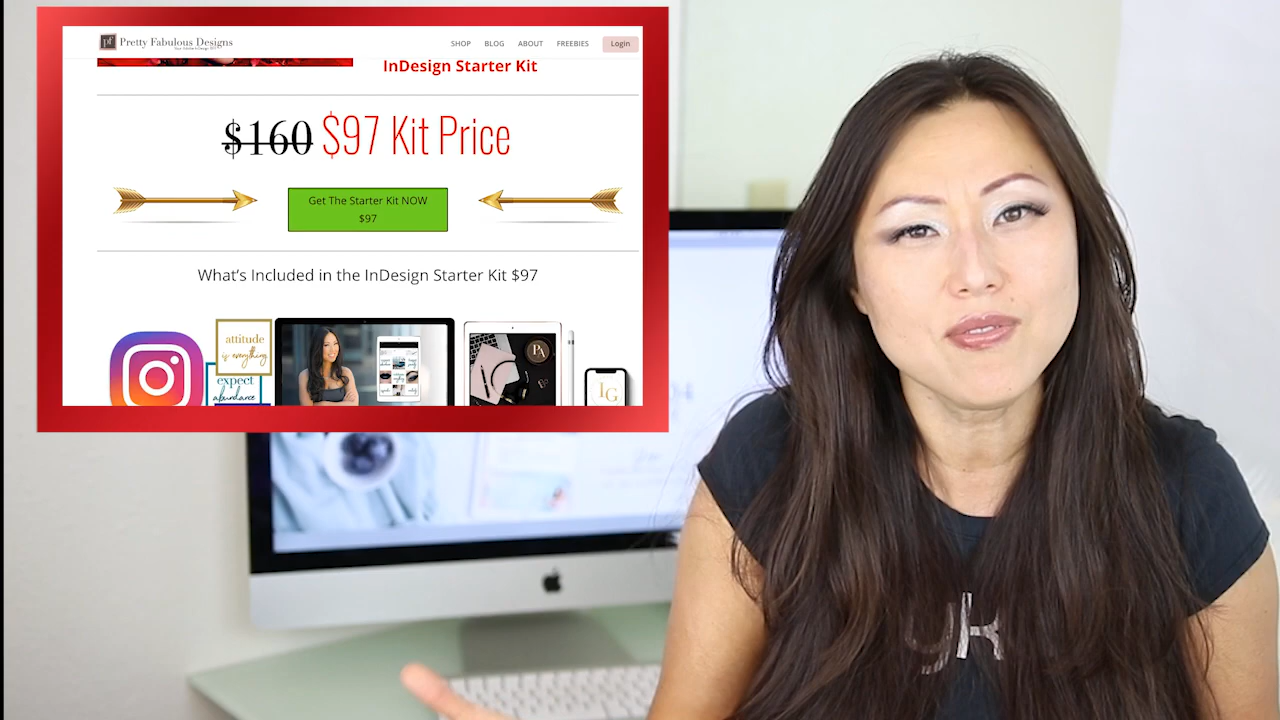 pf Pretty Fabulous Designs
SHOP BLOG ABOUT FREEBIES Login
InDesign Starter Kit
$160 $97 Kit Price
Get The Starter Kit NOW
$97
What's Included in the InDesign Starter Kit $97
attitude
is everything
expect
abundance
PA
IG